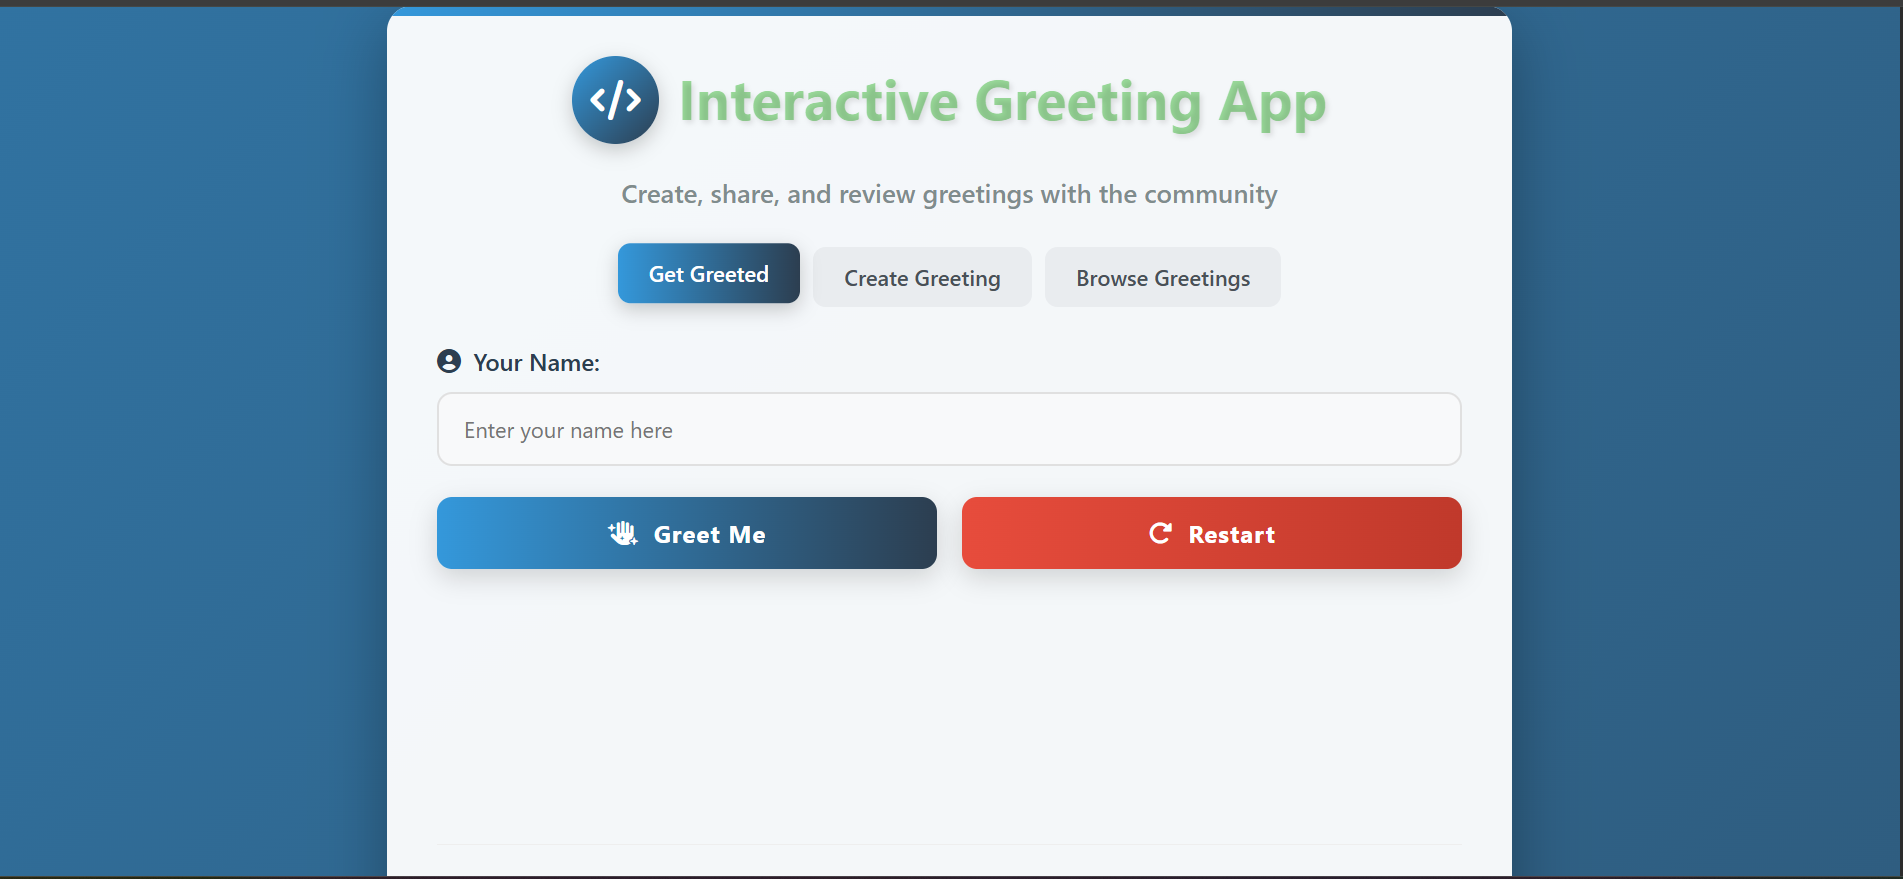 Interactive Greeting App
Create, share, and review greetings with the community
Get Greeted
Create Greeting
Browse Greetings
Your Name:
Enter your name here
Greet Me
Restart